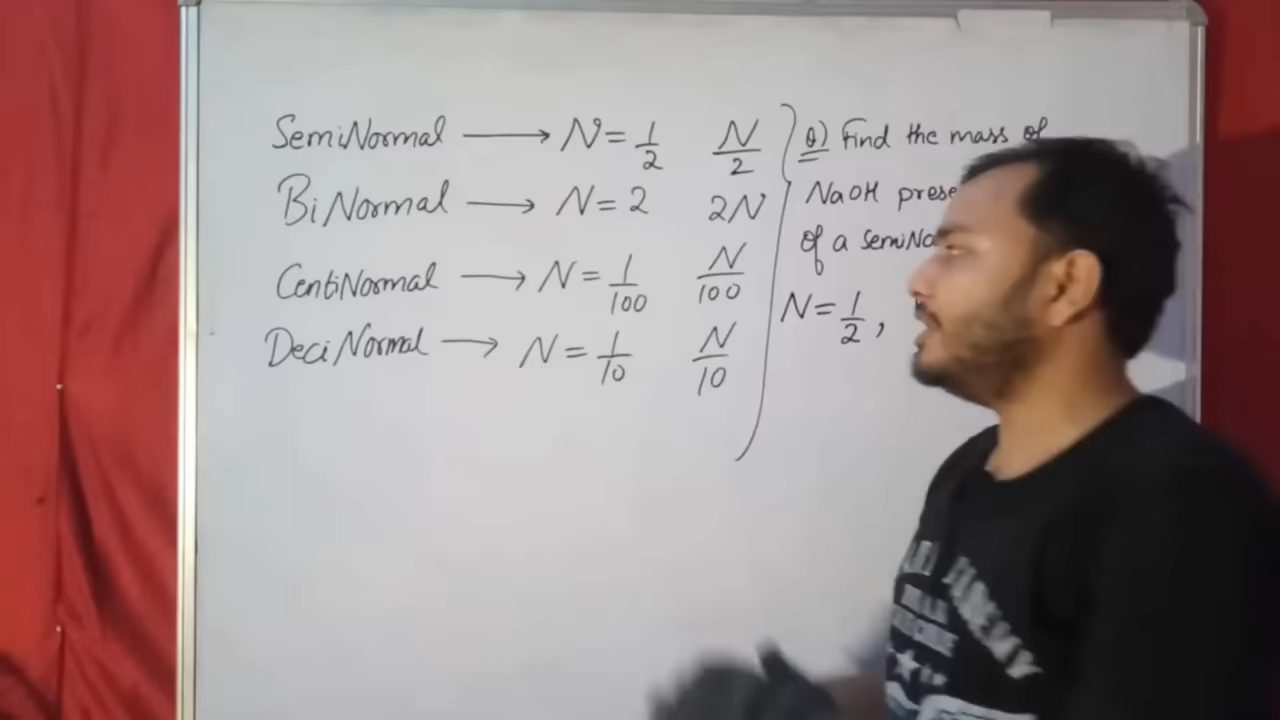 SemiNormal → N = 1/2 N/2
BiNormal → N = 2 2N
CentiNormal → N = 1/100 N/100
DeciNormal → N = 1/10 N/10
Q) Find the mass of
NaOH
of a
N = 1/2,